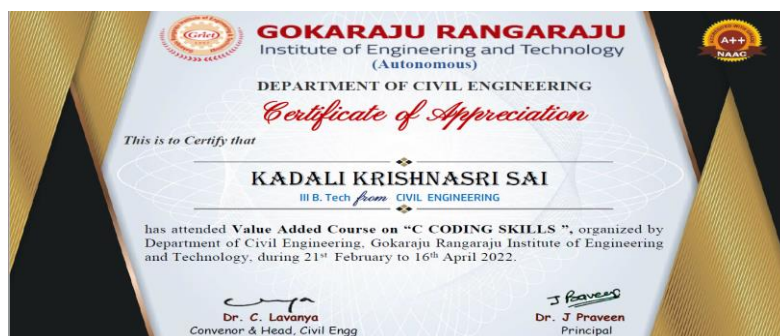 Griet
GOKARAJU RANGARAJU
Institute of Engineering and Technology
(Autonomous)
A++
NAAC
DEPARTMENT OF CIVIL ENGINEERING
Certificate of Appreciation
This is to Certify that
KADALI KRISHNASRI SAI
III B. Tech from CIVIL ENGINEERING
has attended Value Added Course on “C CODING SKILLS ”, organized by
Department of Civil Engineering, Gokaraju Rangaraju Institute of Engineering
and Technology, during 21st February to 16th April 2022.
J Praveen
Dr. C. Lavanya
Convenor & Head, Civil Engg
Dr. J Praveen
Principal